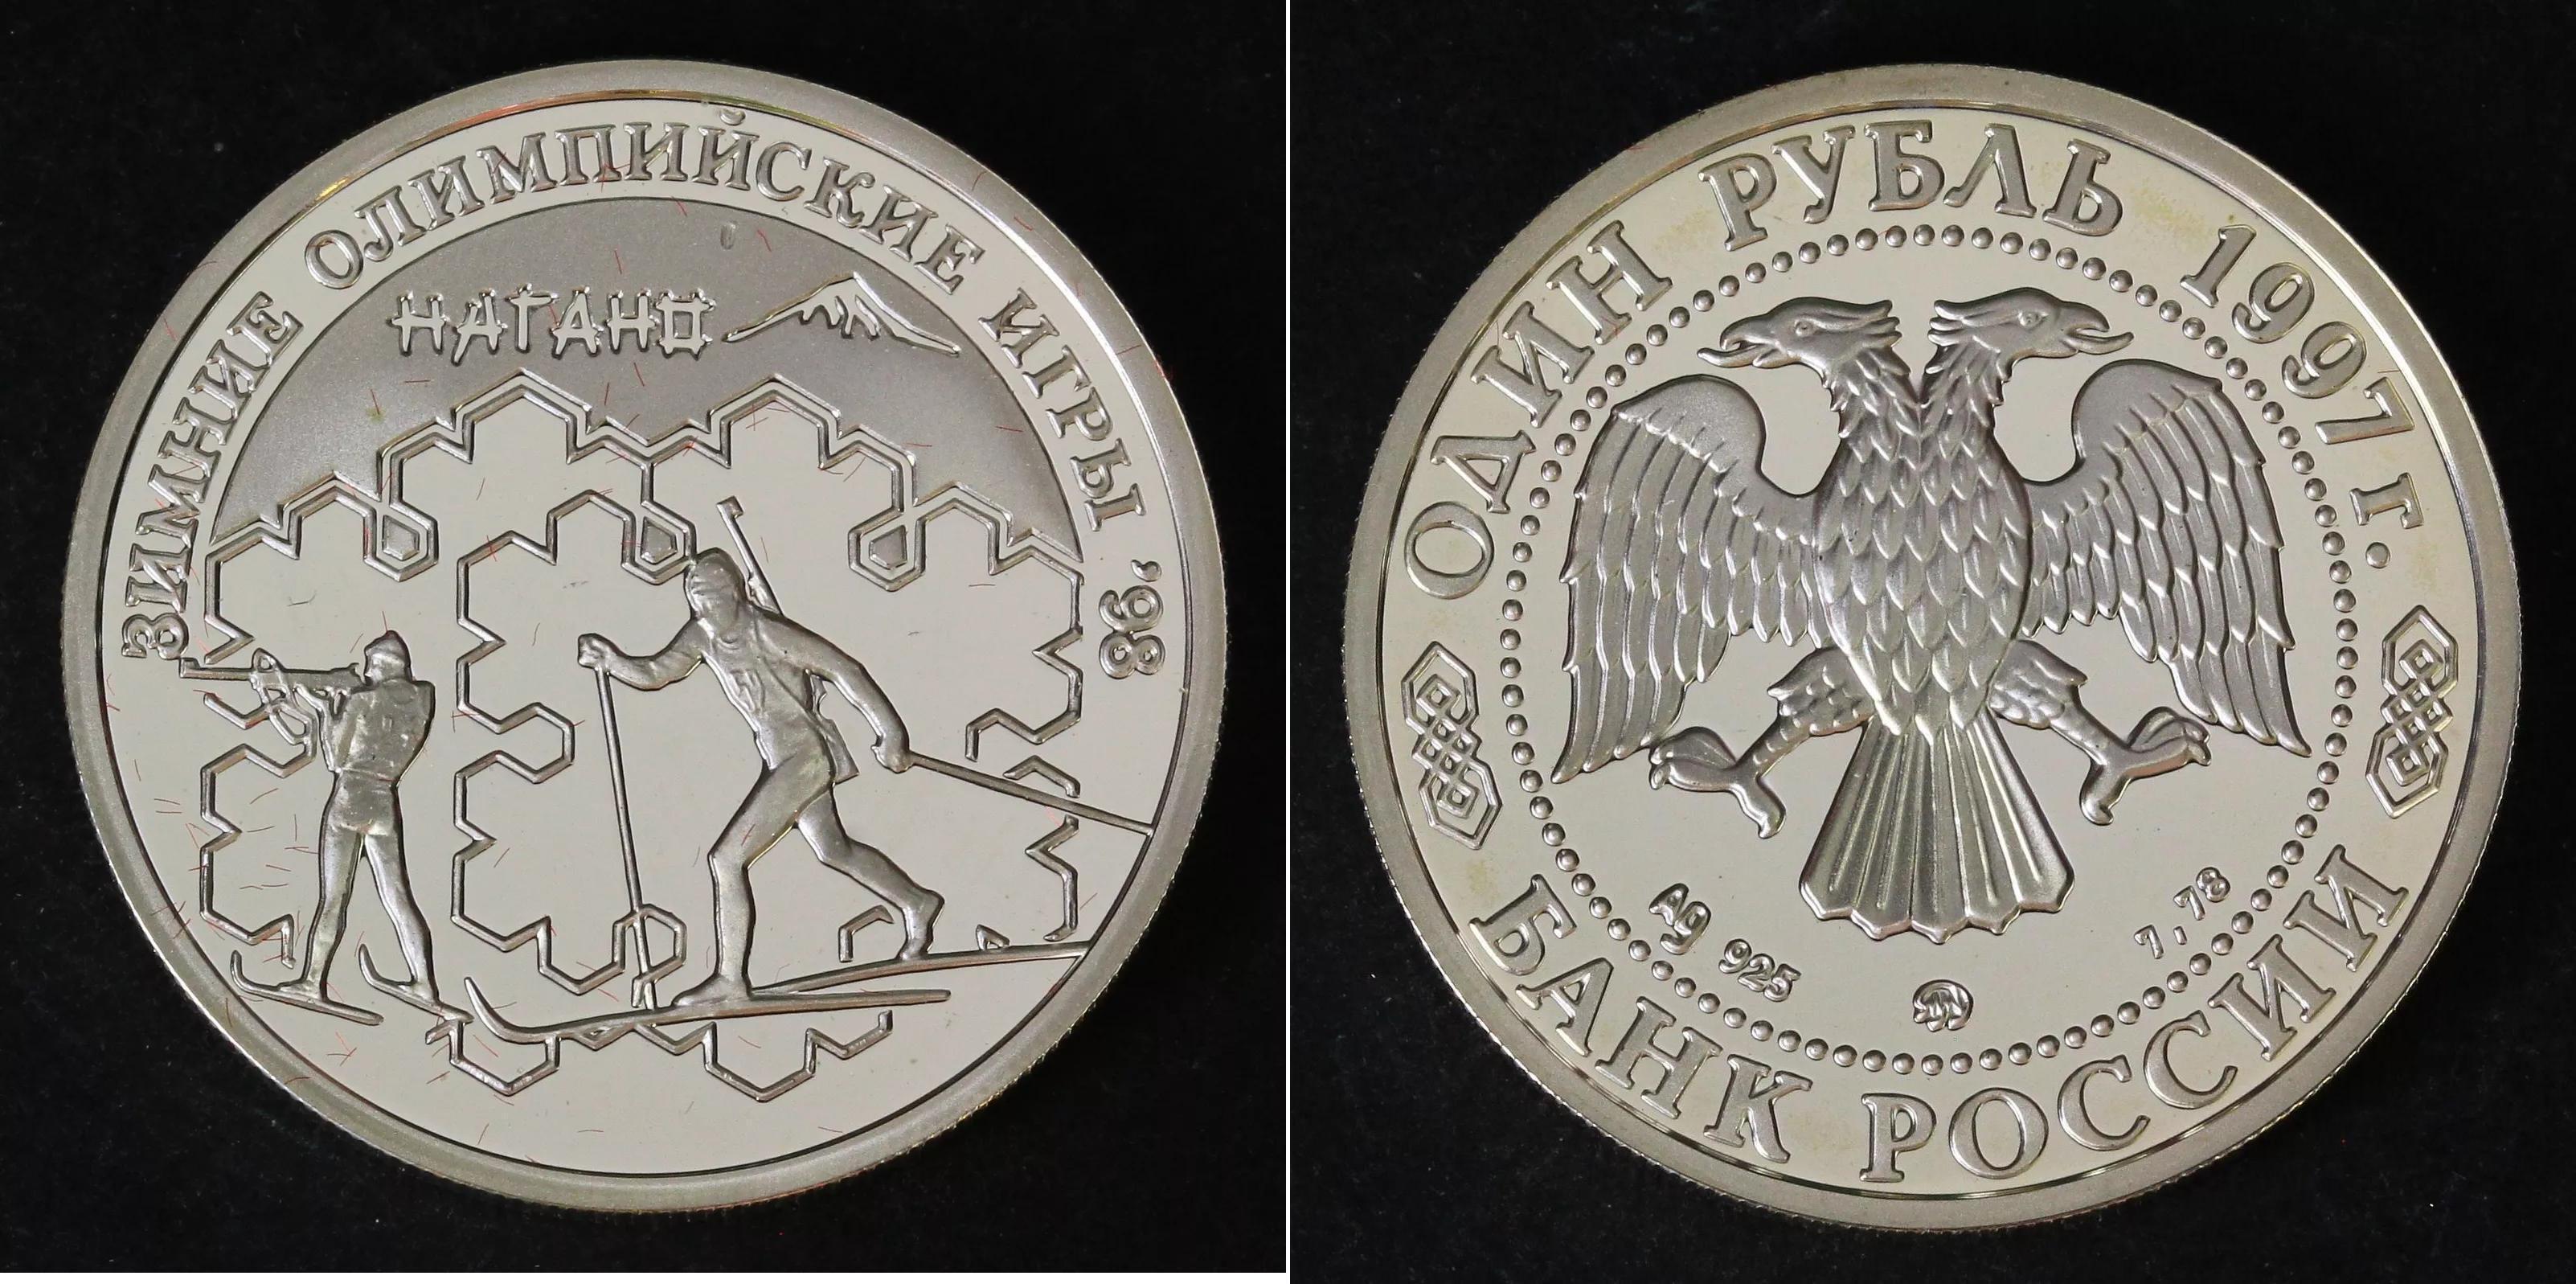 ЗИМНИЕ ОЛИМПИЙСКИЕ ИГРЫ '98
НАГАНО
ОДИН РУБЛЬ 1997 г.
Ag 925
7,78
БАНК РОССИИ